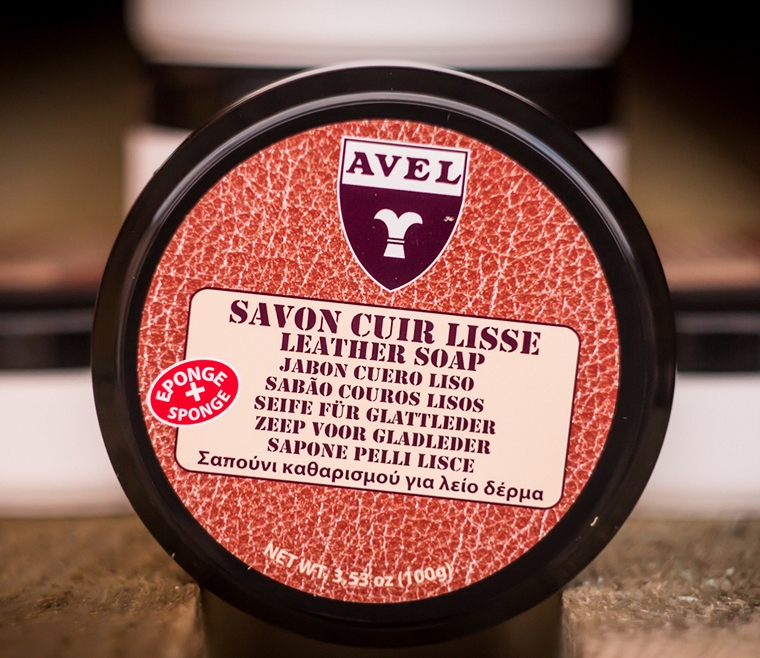 AVEL
SAVON CUIR LISSE
LEATHER SOAP
JABON CUERO LISO
SABÃO COUROS LISOS
SEIFE FÜR GLATTLEDER
ZEEP VOOR GLADLEDER
SAPONE PELLI LISCE
Σαπούνι καθαρισμού για λείο δέρμα
EPONGE
+
SPONGE
NET WT. 3,53 oz (100g)